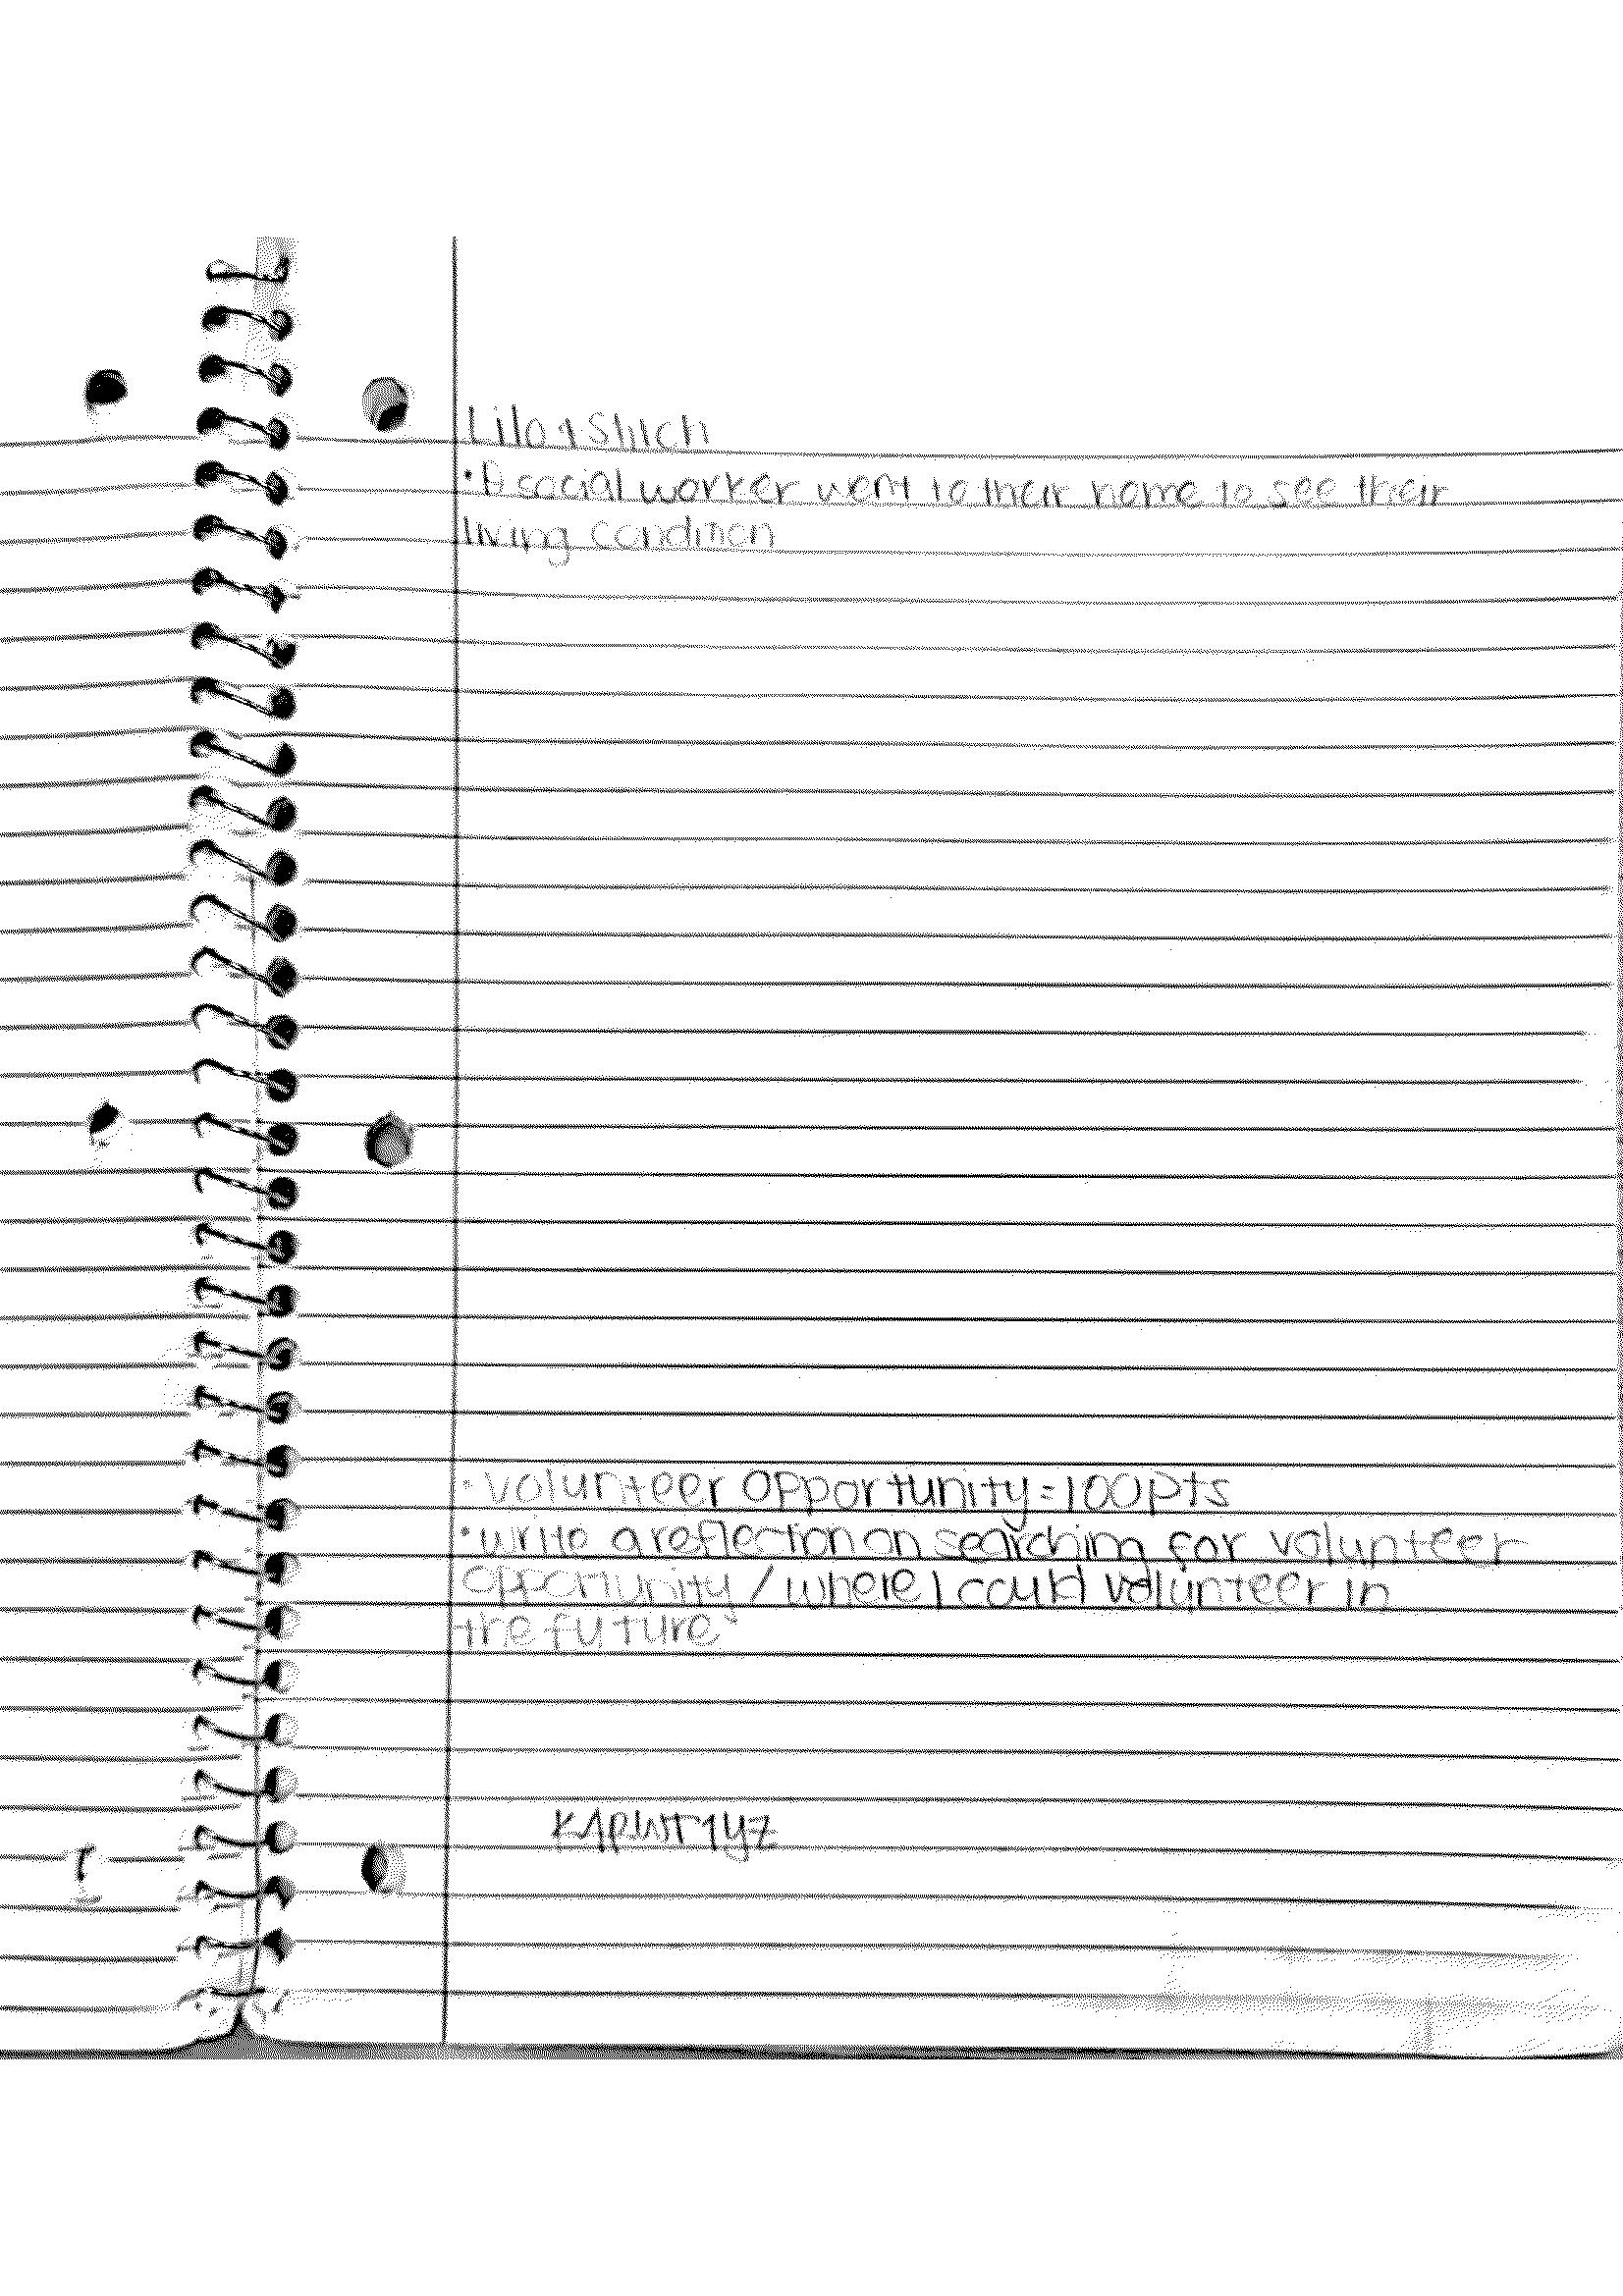 Lilo & Stitch
• A social worker went to their home to see their
living condition
• Volunteer Opportunity = 100pts
• write a reflection on searching for volunteer
opportunity / where I could volunteer in
the future